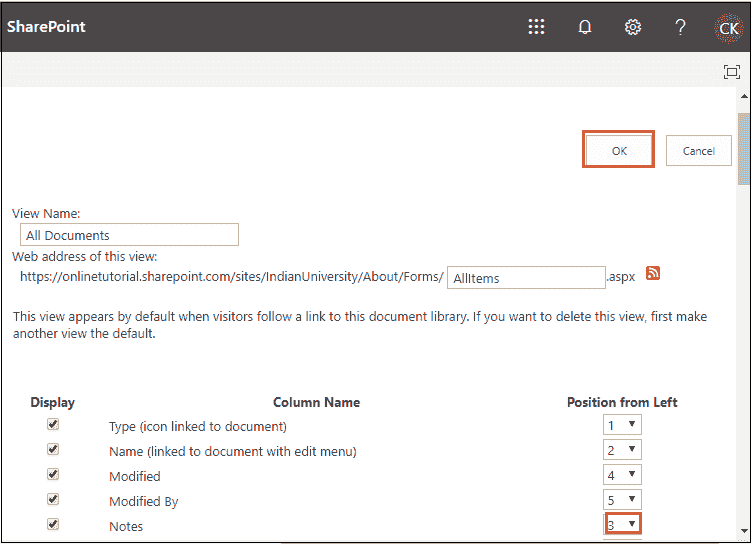 SharePoint
?
CK
OK
Cancel
View Name:
All Documents
Web address of this view:
https://onlinetutorial.sharepoint.com/sites/IndianUniversity/About/Forms/ AllItems .aspx
This view appears by default when visitors follow a link to this document library. If you want to delete this view, first make
another view the default.
Display Column Name Position from Left
Type (icon linked to document) 1
Name (linked to document with edit menu) 2
Modified 4
Modified By 5
Notes 3